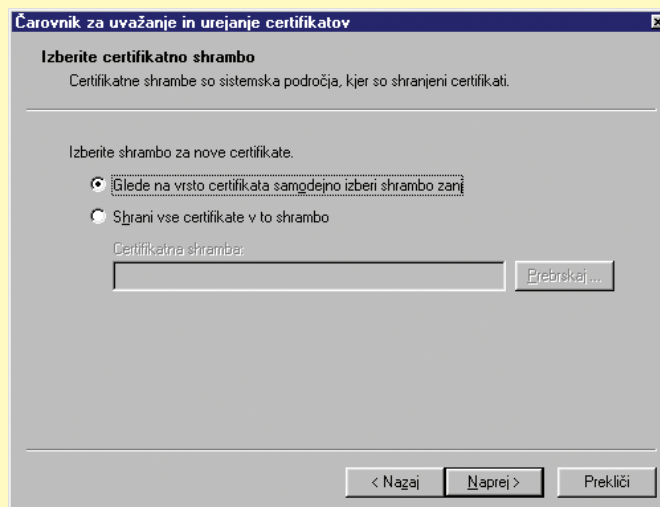 Čarovnik za uvažanje in urejanje certifikatov
Izberite certifikatno shrambo
Certifikatne shrambe so sistemska področja, kjer so shranjeni certifikati.
Izberite shrambo za nove certifikate.
Glede na vrsto certifikata samodejno izberi shrambo zanj
Shrani vse certifikate v to shrambo
Certifikatna shramba:
Prebrskaj ...
< Nazaj
Naprej >
Prekliči